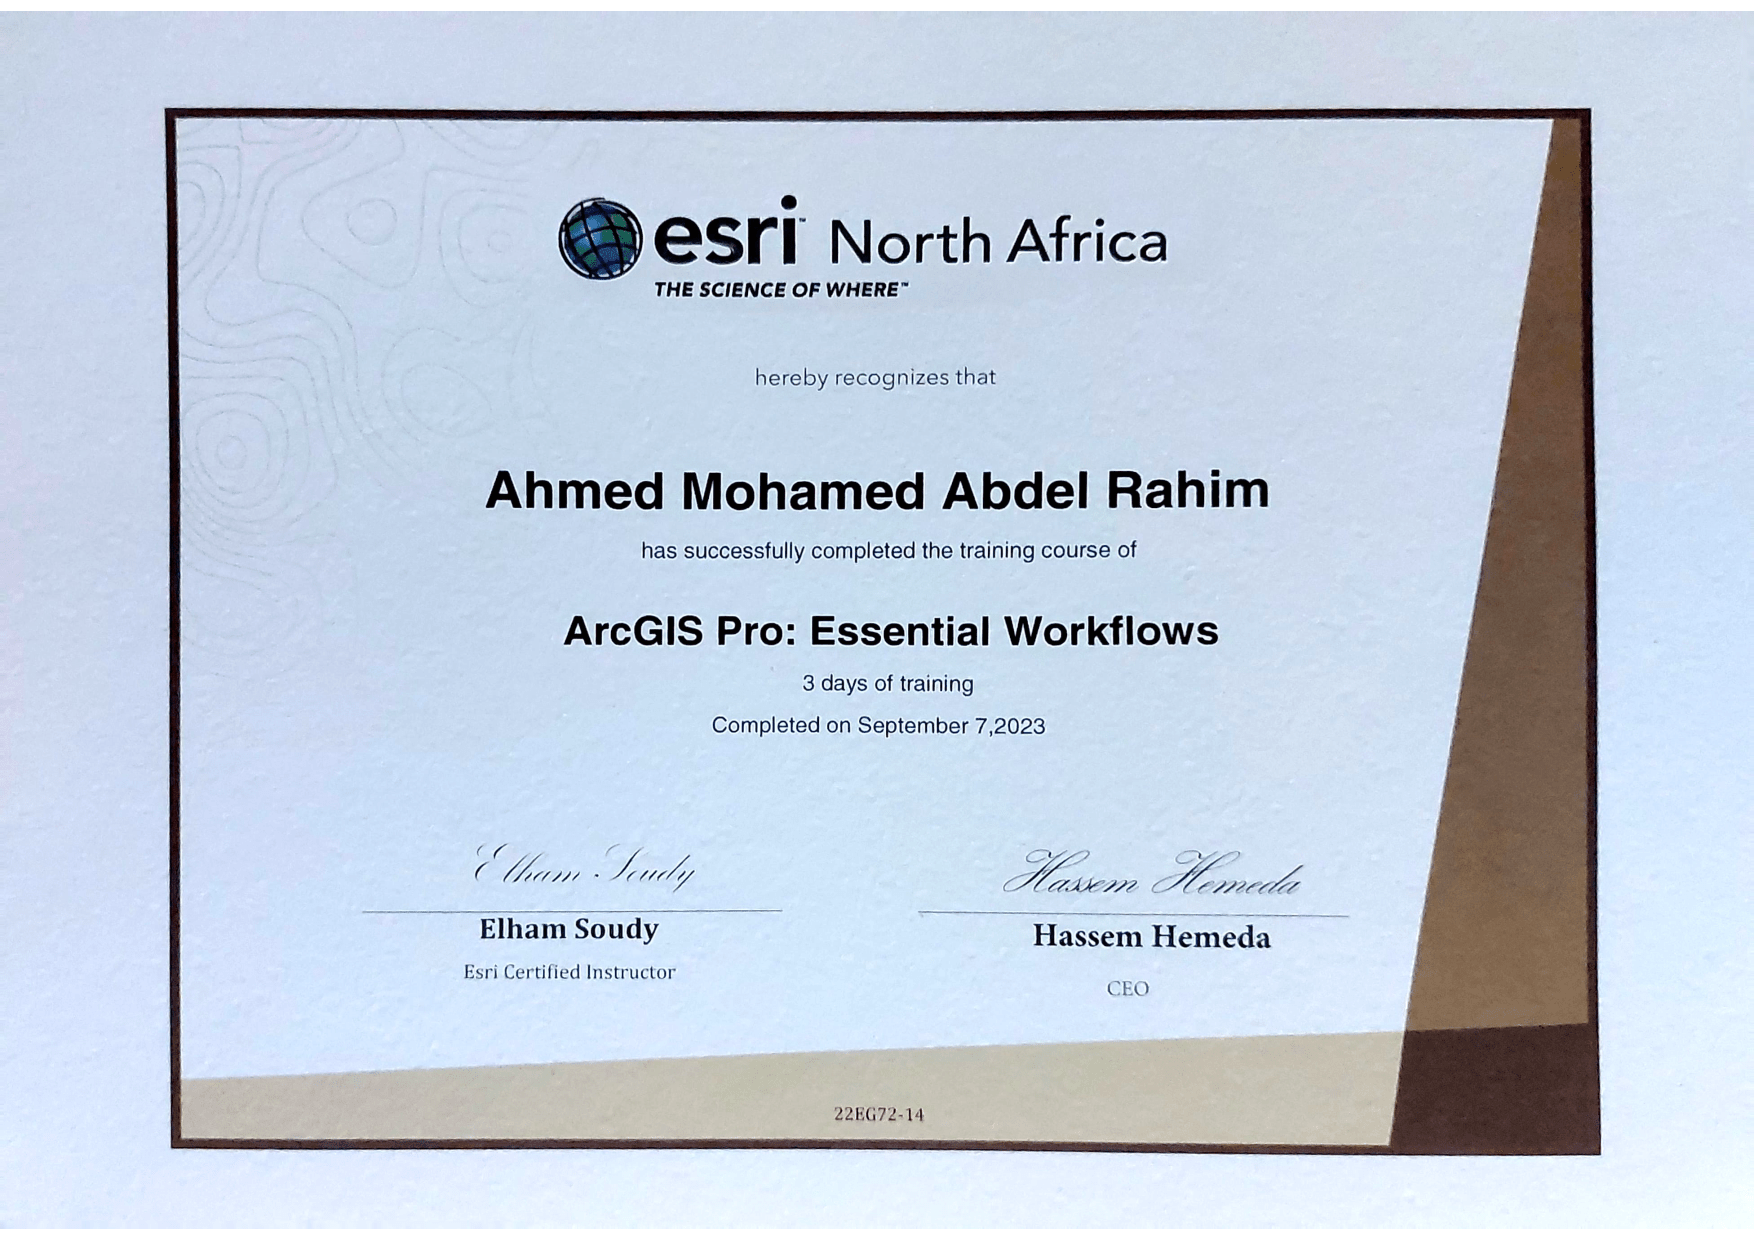 esri™ North Africa
THE SCIENCE OF WHERE™
hereby recognizes that
Ahmed Mohamed Abdel Rahim
has successfully completed the training course of
ArcGIS Pro: Essential Workflows
3 days of training
Completed on September 7,2023
Elham Soudy
Hassem Hemeda
Elham Soudy
Hassem Hemeda
Esri Certified Instructor
CEO
22EG72-14